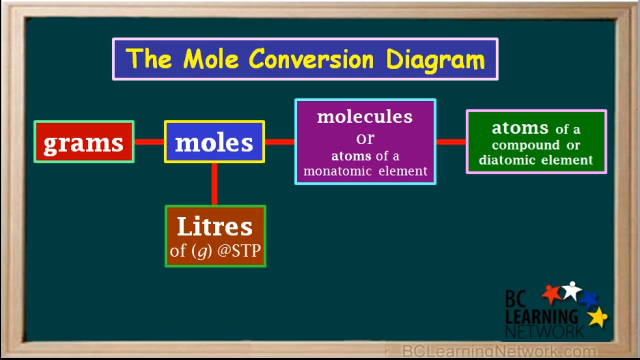 The Mole Conversion Diagram
grams
moles
molecules
or
atoms of a
monatomic element
atoms of a
compound or
diatomic element
Litres
of (g) @STP
BC
LEARNING
NETWORK
BCLearningNetwork.com